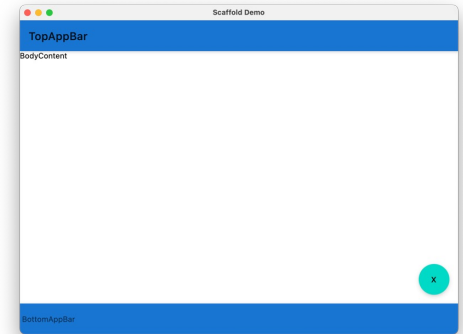 Scaffold Demo
TopAppBar
BodyContent
X
BottomAppBar